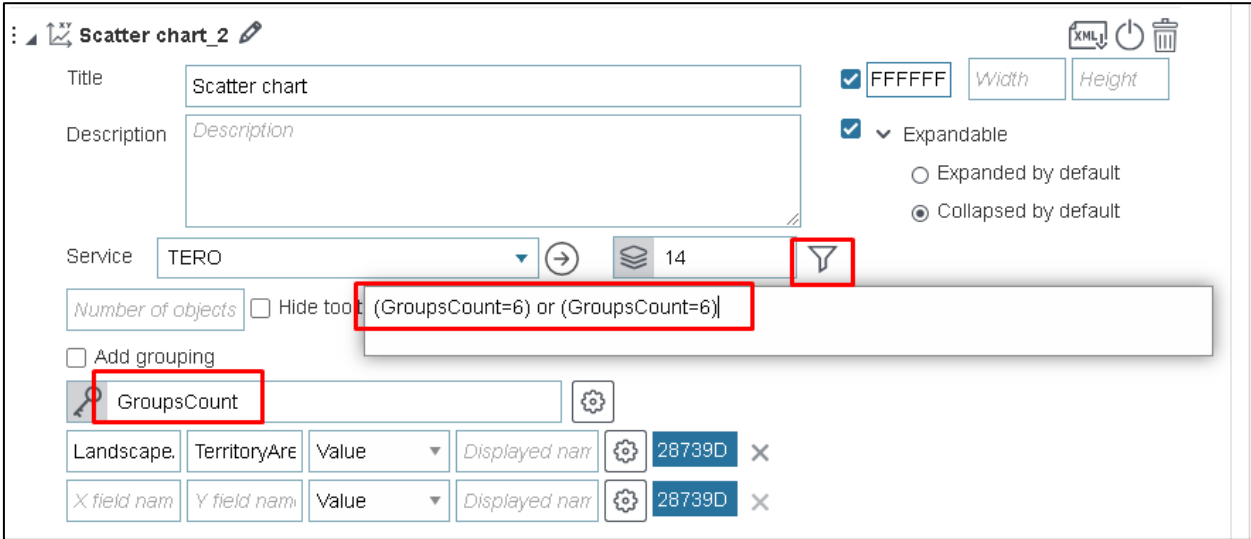 Scatter chart_2 XML
Title Scatter chart FFFFFF Width Height
Description Description Expandable
Expanded by default
Collapsed by default
Service TERO 14
Number of objects Hide toolt (GroupsCount=6) or (GroupsCount=6)
Add grouping
GroupsCount
Landscape. TerritoryAre Value Displayed nam 28739D
X field nam Y field nam Value Displayed nam 28739D